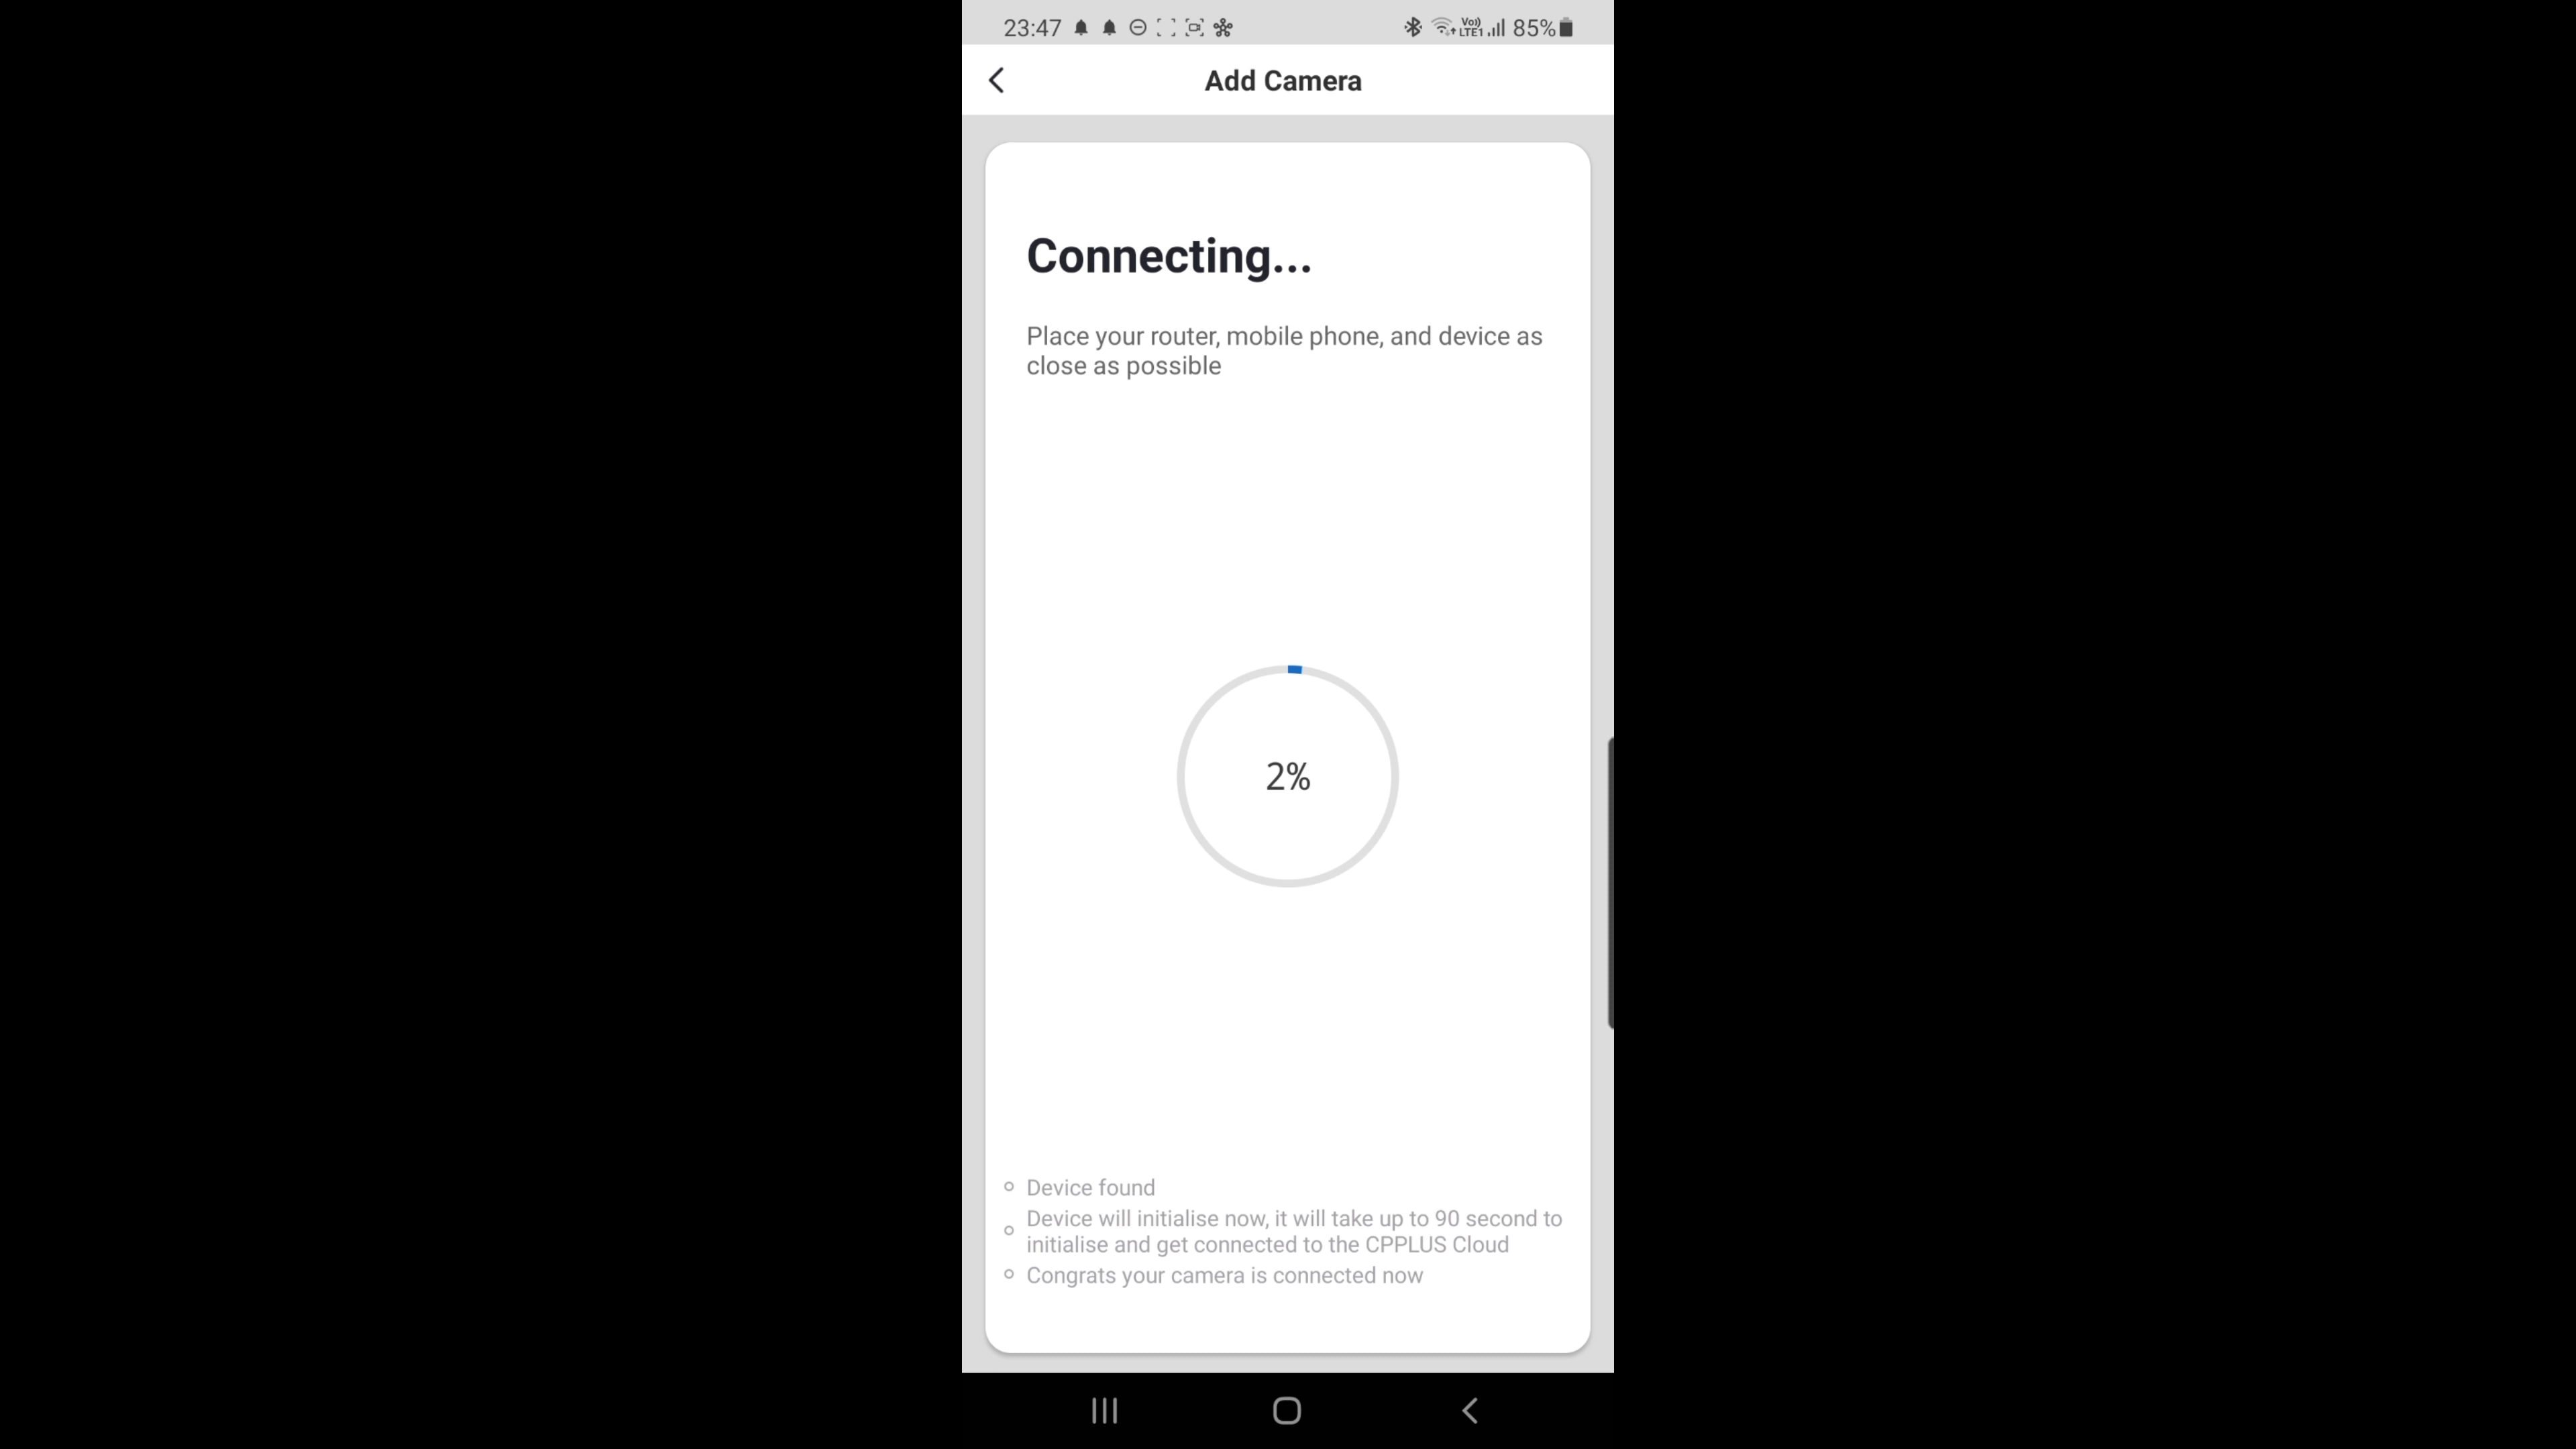 23:47
Vo))
LTE1
85%
Add Camera
Connecting...
Place your router, mobile phone, and device as
close as possible
2%
Device found
Device will initialise now, it will take up to 90 second to
initialise and get connected to the CPPLUS Cloud
Congrats your camera is connected now